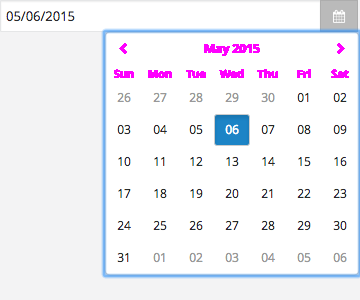 05/06/2015
May 2015
Sun Mon Tue Wed Thu Fri Sat
26 27 28 29 30 01 02
03 04 05 06 07 08 09
10 11 12 13 14 15 16
17 18 19 20 21 22 23
24 25 26 27 28 29 30
31 01 02 03 04 05 06